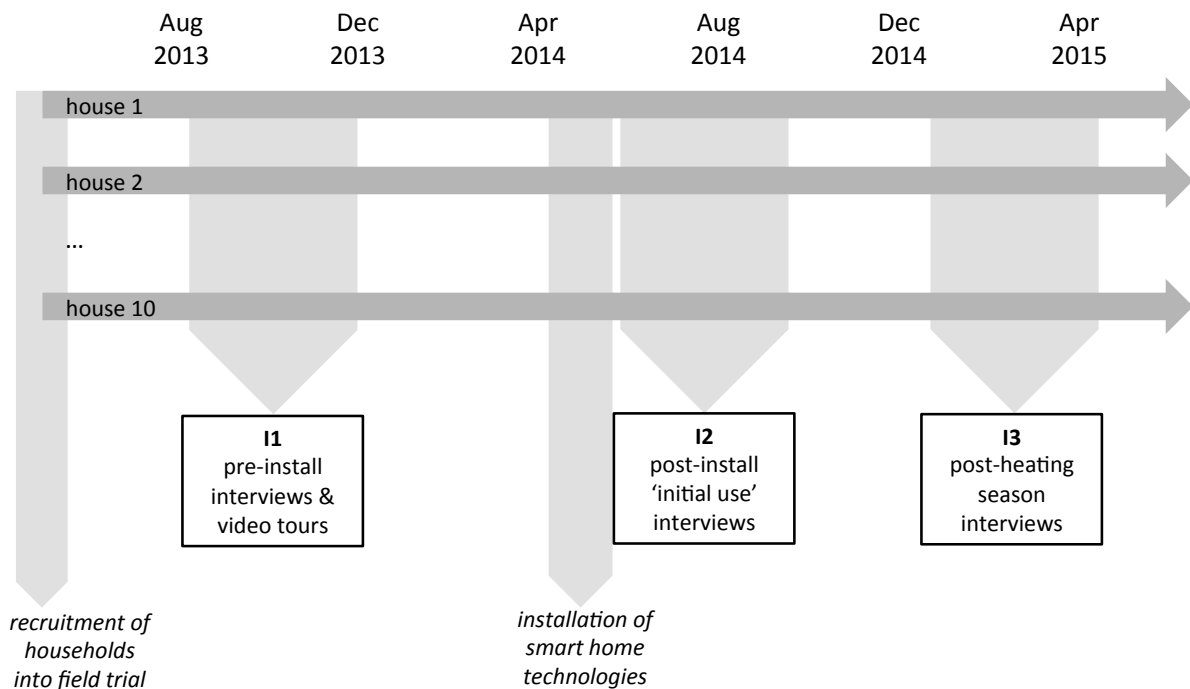 Aug
2013
Dec
2013
Apr
2014
Aug
2014
Dec
2014
Apr
2015
house 1
house 2
...
house 10
I1
pre-install
interviews &
video tours
I2
post-install
‘initial use’
interviews
I3
post-heating
season
interviews
recruitment of
households
into field trial
installation of
smart home
technologies